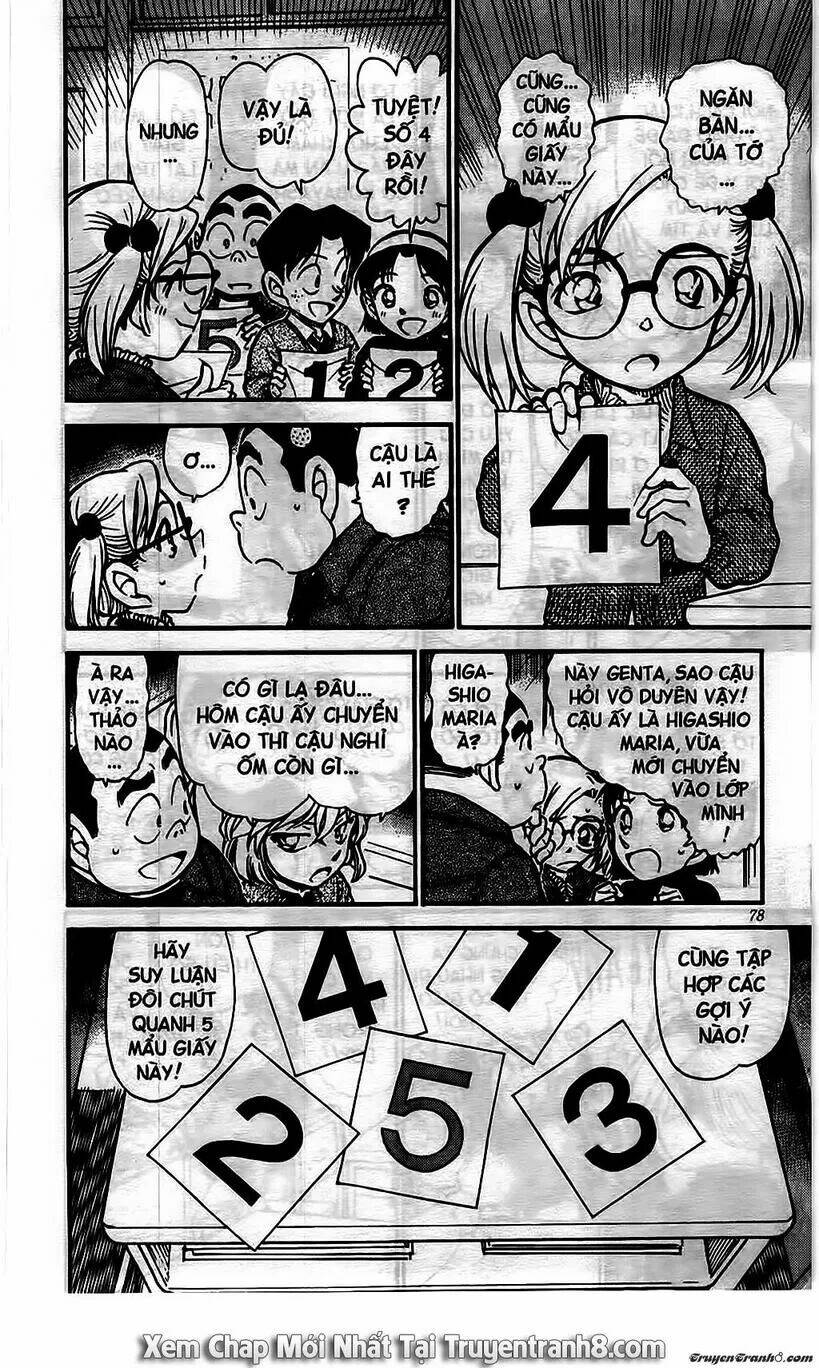 NGĂN
BÀN...
CỦA TỚ
...
CŨNG...
CŨNG
CÓ MẨU
GIẤY
NÀY...
4
TUYỆT!
SỐ 4
ĐÂY
RỒI!
VẬY LÀ
ĐỦ!
NHƯNG
...
5
1
2
CẬU LÀ
AI THẾ
?
Ơ...
NÀY GENTA, SAO CẬU
HỎI VÔ DUYÊN VẬY!
CẬU ẤY LÀ HIGASHIO
MARIA, VỪA
MỚI CHUYỂN
VÀO LỚP
MÌNH
!
HIGA-
SHIO
MARIA
À?
CÓ GÌ LẠ ĐÂU...
HÔM CẬU ẤY CHUYỂN
VÀO THÌ CẬU NGHỈ
ỐM CÒN GÌ...
À RA
VẬY...
THẢO
NÀO
...
78
CÙNG TẬP
HỢP CÁC
GỢI Ý
NÀO!
HÃY
SUY LUẬN
ĐÔI CHÚT
QUANH 5
MẨU GIẤY
NÀY!
4
1
2
5
3
Xem Chap Mới Nhất Tại Truyentranh8.com
TruyenTranh8.com